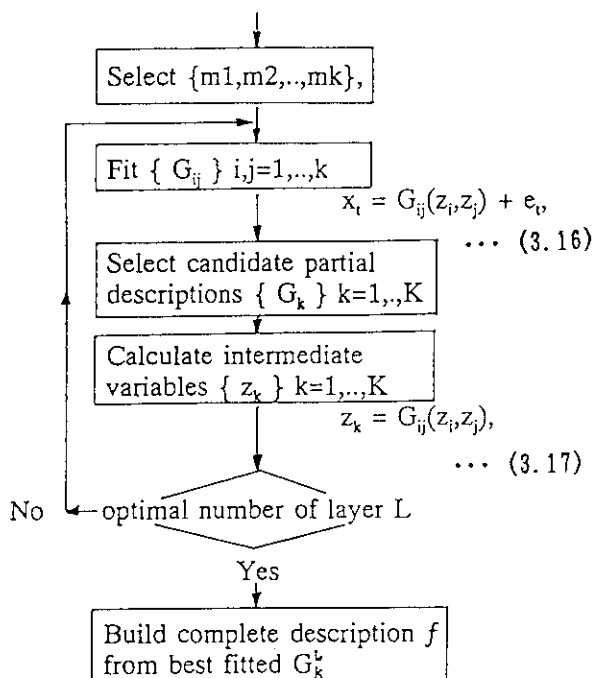 Select {m1,m2,..,mk},
Fit { G_ij } i,j=1,..,k
x_t = G_ij(z_i,z_j) + e_t,
... (3.16)
Select candidate partial
descriptions { G_k } k=1,.,K
Calculate intermediate
variables { z_k } k=1,..,K
z_k = G_ij(z_i,z_j),
... (3.17)
No
optimal number of layer L
Yes
Build complete description f
from best fitted G_k^L